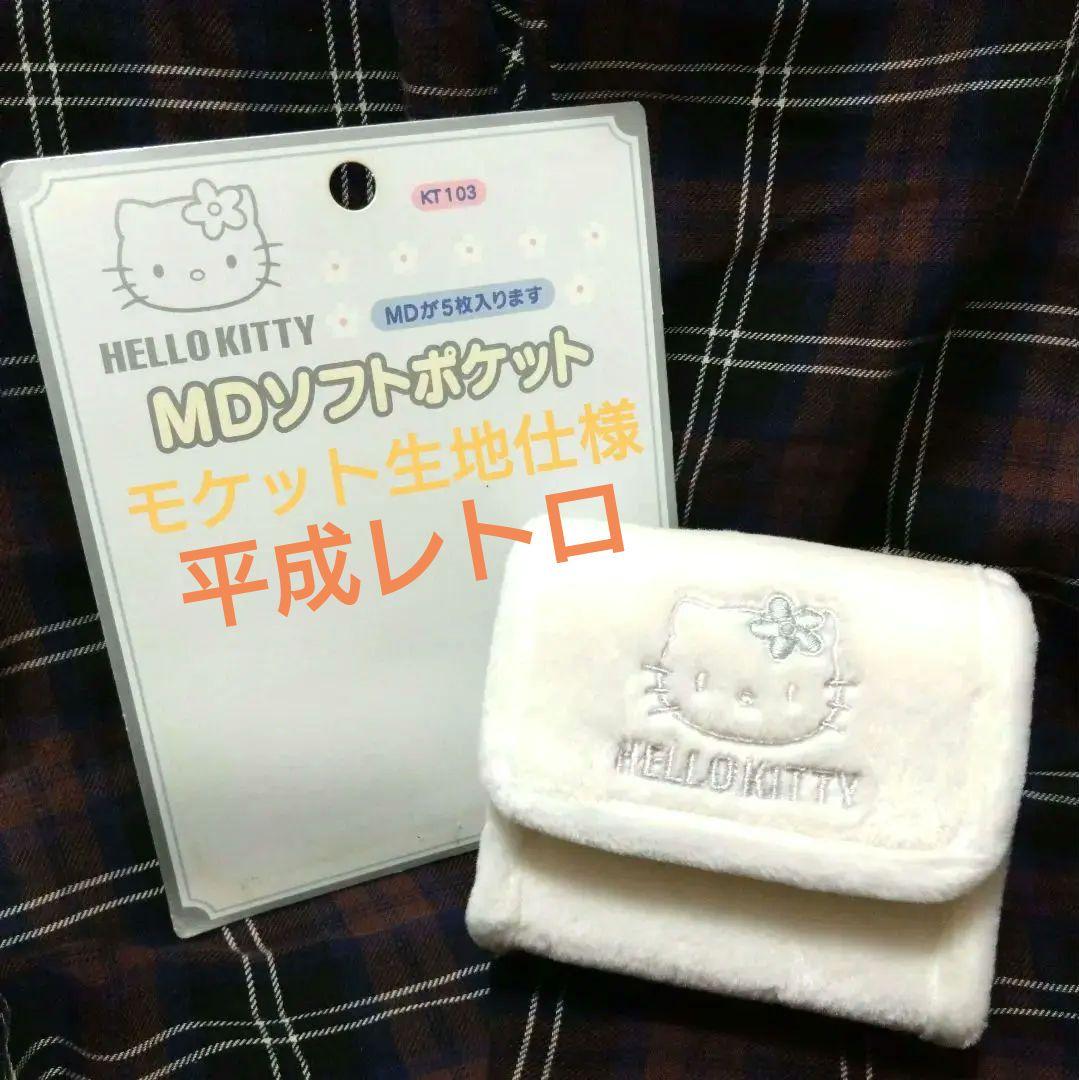 KT103
MDが5枚入ります
HELLO KITTY
MDソフトポケット
モケット生地仕様
平成レトロ
HELLO KITTY